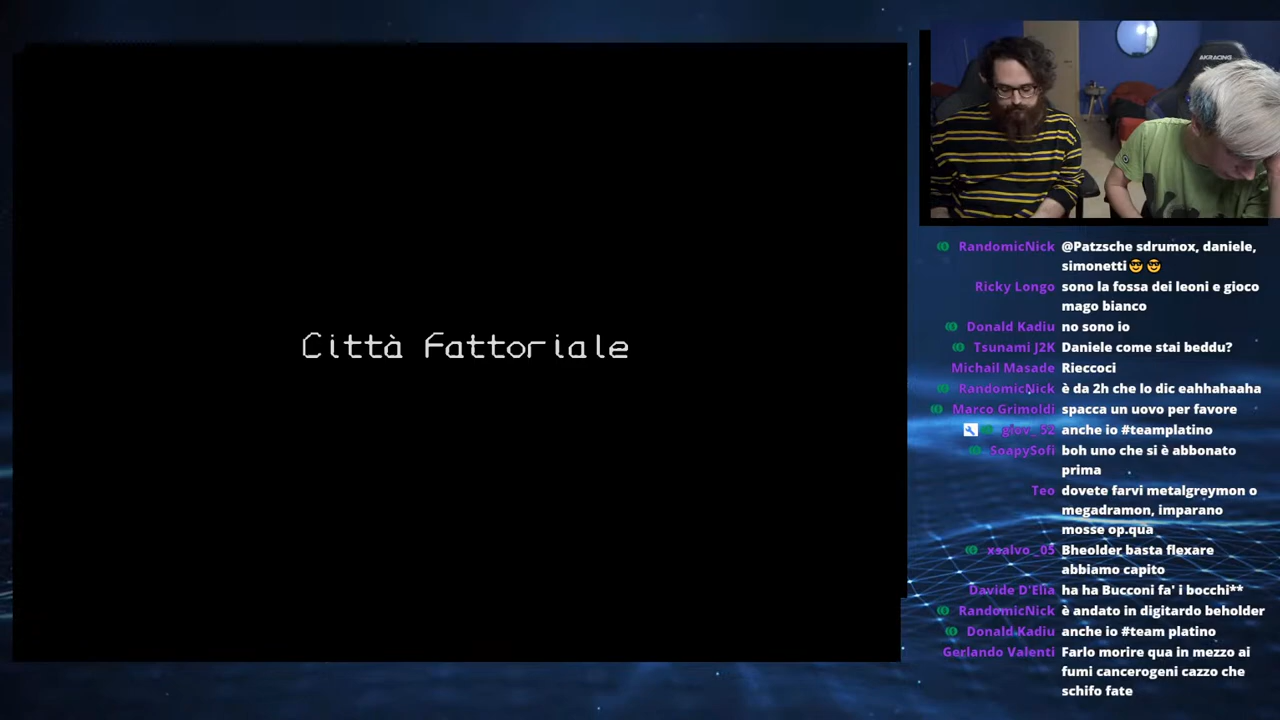 Città Fattoriale
AKRACING
RandomicNick @Patzsche sdrumox, daniele,
simonetti🤓🤓
Ricky Longo sono la fossa dei leoni e gioco
mago bianco
Donald Kadiu no sono io
Tsunami J2K Daniele come stai beddu?
Michail Masade Rieccoci
RandomicNick è da 2h che lo dic eahhahaaha
Marco Grimoldi spacca un uovo per favore
giov_52 anche io #teamplatino
SoapySofi boh uno che si è abbonato
prima
Teo dovete farvi metalgreymon o
megadramon, imparano
mosse op.quà
xsalvo_05 Bheolder basta flexare
abbiamo capito
Davide D'Elia ha ha Bucconi fa' i bocchi**
RandomicNick è andato in digitardo beholder
Donald Kadiu anche io #team platino
Gerlando Valenti Farlo morire qua in mezzo ai
fumi cancerogeni cazzo che
schifo fate